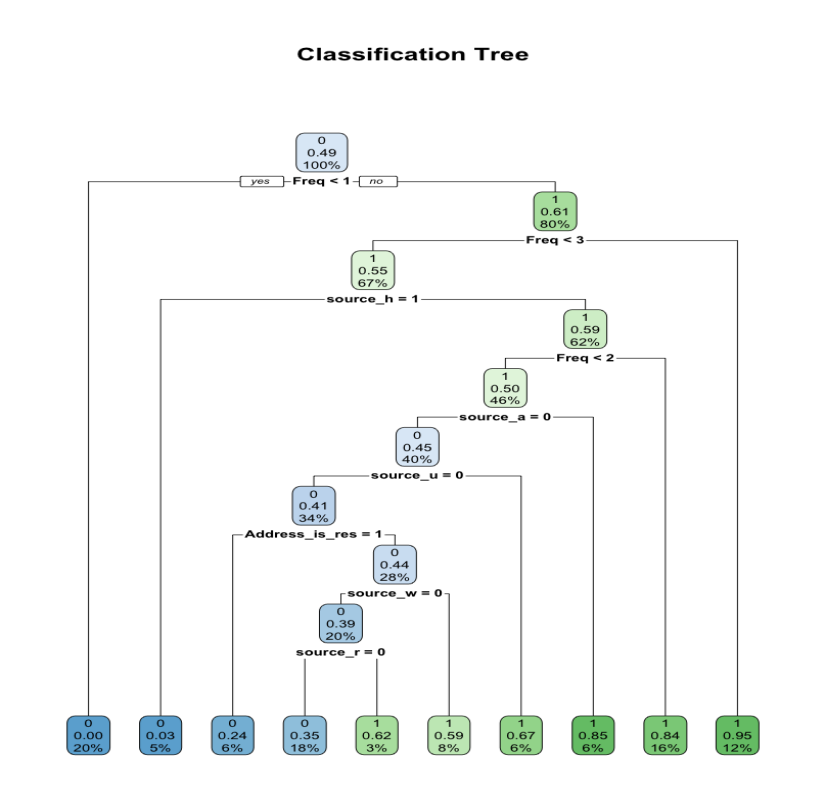 Classification Tree
0
0.49
100%
yes Freq < 1 no
1
0.61
80%
Freq < 3
1
0.55
67%
source_h = 1
1
0.59
62%
Freq < 2
1
0.50
46%
source_a = 0
0
0.45
40%
source_u = 0
0
0.41
34%
Address_is_res = 1
0
0.44
28%
source_w = 0
0
0.39
20%
source_r = 0
0 0 0 0 1 1 1 1 1 1
0.00 0.03 0.24 0.35 0.62 0.59 0.67 0.85 0.84 0.95
20% 5% 6% 18% 3% 8% 6% 6% 16% 12%